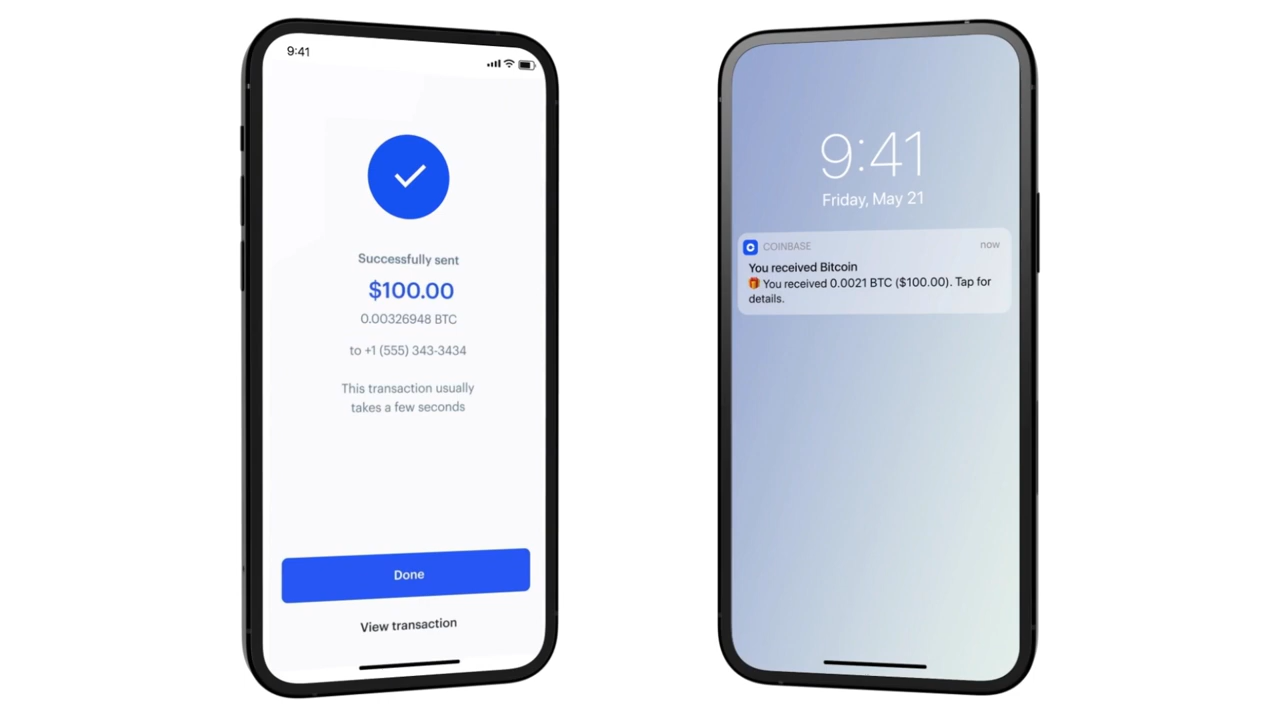 9:41
Successfully sent
$100.00
0.00326948 BTC
to +1 (555) 343-3434
This transaction usually
takes a few seconds
Done
View transaction
9:41
Friday, May 21
COINBASE now
You received Bitcoin
🎁 You received 0.0021 BTC ($100.00). Tap for
details.